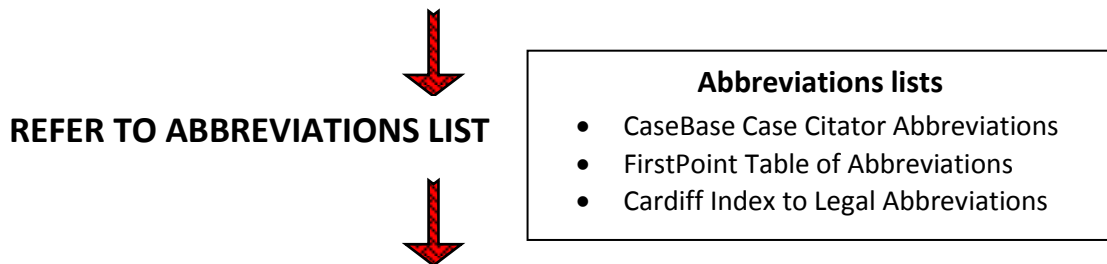 REFER TO ABBREVIATIONS LIST
Abbreviations lists
• CaseBase Case Citator Abbreviations
• FirstPoint Table of Abbreviations
• Cardiff Index to Legal Abbreviations